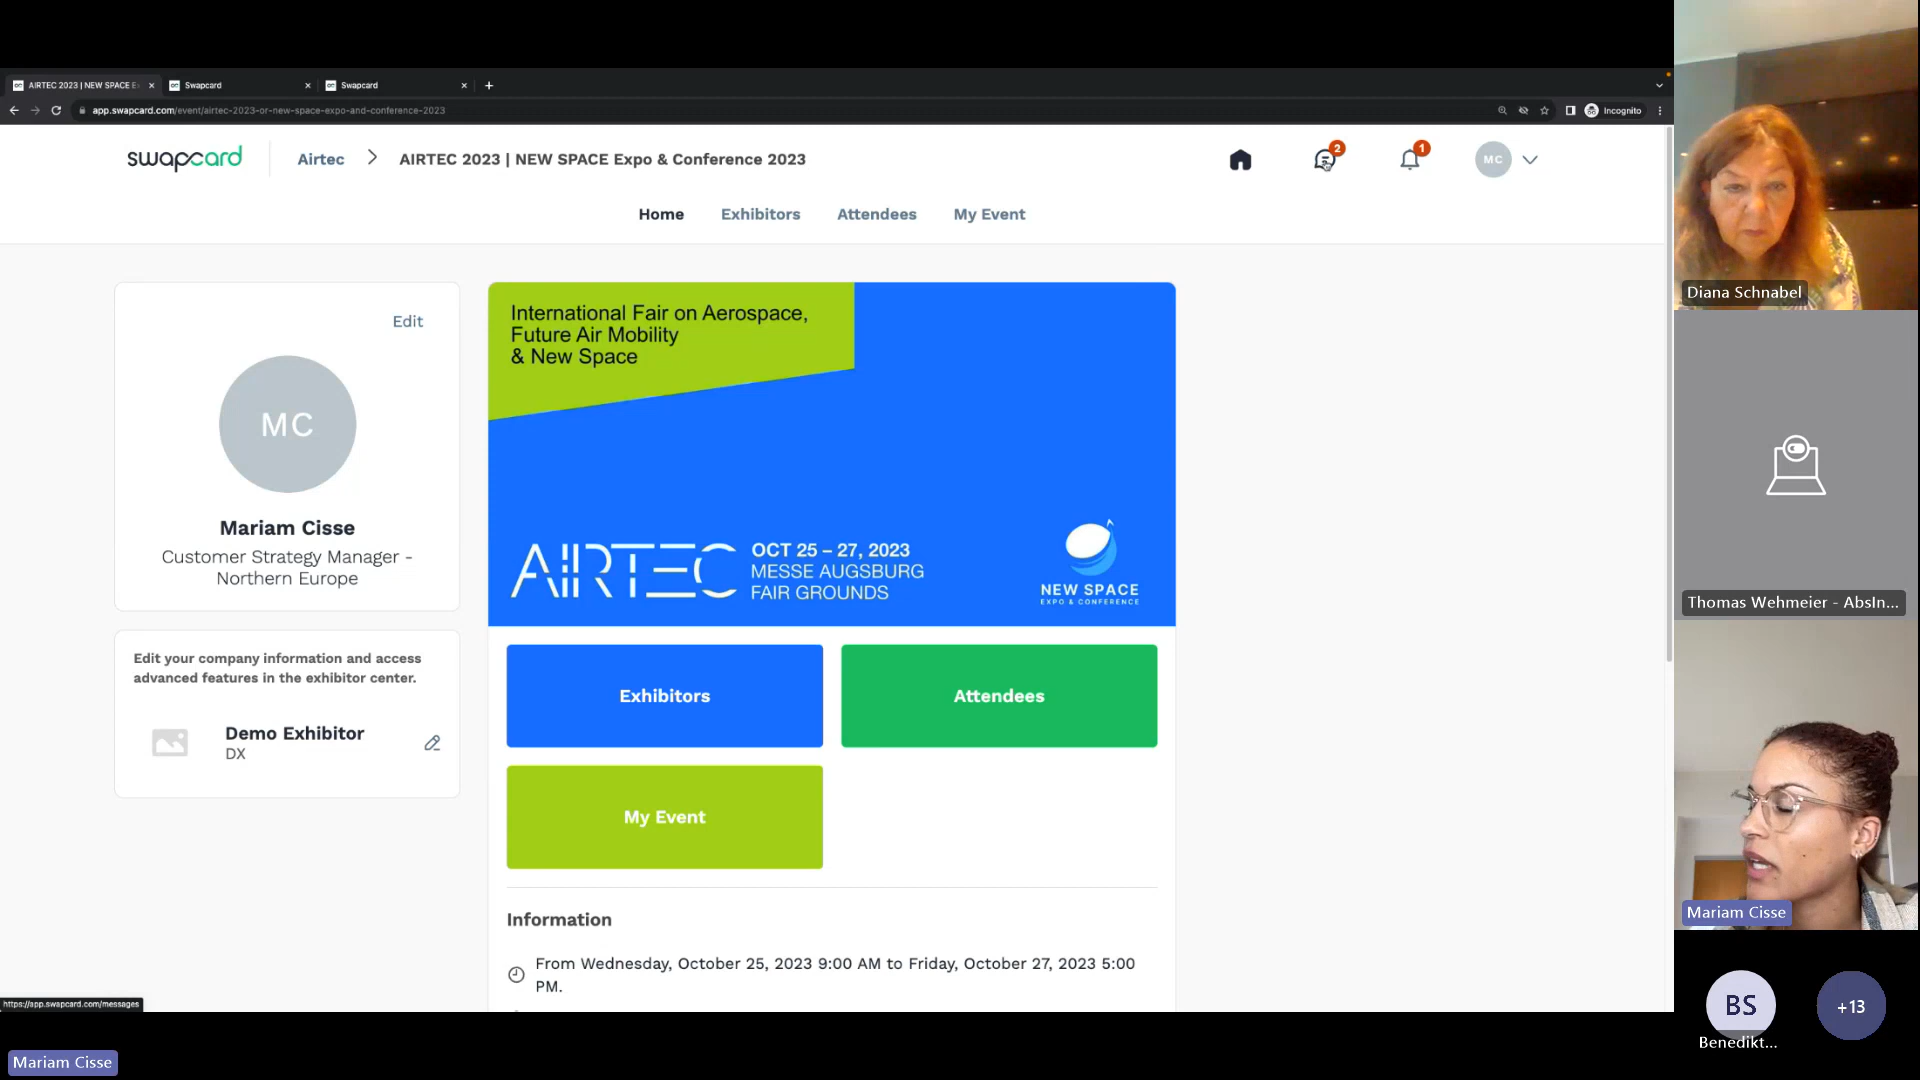 AIRTEC 2023 | NEW SPACE E
Swapcard
Swapcard
app.swapcard.com/event/airtec-2023-or-new-space-expo-and-conference-2023
Incognito
swapcard
Airtec
AIRTEC 2023 | NEW SPACE Expo & Conference 2023
2
1
MC
Home
Exhibitors
Attendees
My Event
Edit
MC
Mariam Cisse
Customer Strategy Manager -
Northern Europe
Edit your company information and access
advanced features in the exhibitor center.
Demo Exhibitor
DX
International Fair on Aerospace,
Future Air Mobility
& New Space
AIRTEC
OCT 25 – 27, 2023
MESSE AUGSBURG
FAIR GROUNDS
NEW SPACE
EXPO & CONFERENCE
Exhibitors
Attendees
My Event
Information
From Wednesday, October 25, 2023 9:00 AM to Friday, October 27, 2023 5:00
PM.
https://app.swapcard.com/messages
Mariam Cisse
Diana Schnabel
Thomas Wehmeier - AbsIn...
Mariam Cisse
BS
Benedikt...
+13